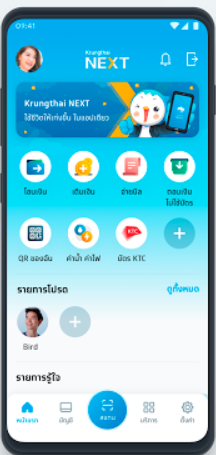 09:41
Krungthai
NEXT
Krungthai NEXT
ใช้ชีวิตให้เก่งขึ้น ในแอปเดียว
โอนเงิน
เติมเงิน
จ่ายบิล
ถอนเงิน
ไม่ใช้บัตร
QR ของฉัน
ค่าน้ำ ค่าไฟ
บัตร KTC
KTC
รายการโปรด
ดูทั้งหมด
Bird
รายการรู้ใจ
หน้าแรก
บัญชี
สแกน
บริการ
ตั้งค่า